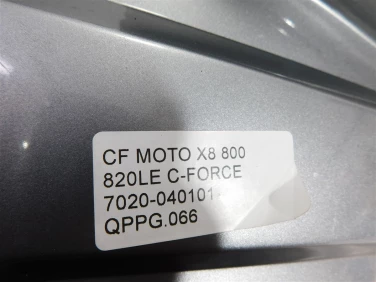 CF MOTO X8 800
820LE C-FORCE
7020-040101-
QPPG.066